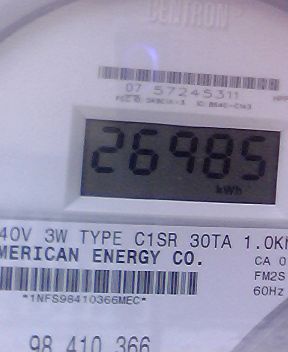 CENTRON
07 57245311
26985
kWh
40V 3W TYPE C1SR 30TA 1.0Kh
MERICAN ENERGY CO.
CA 0
FM2S
60Hz
*1NFS98410366MEC*
98 410 366